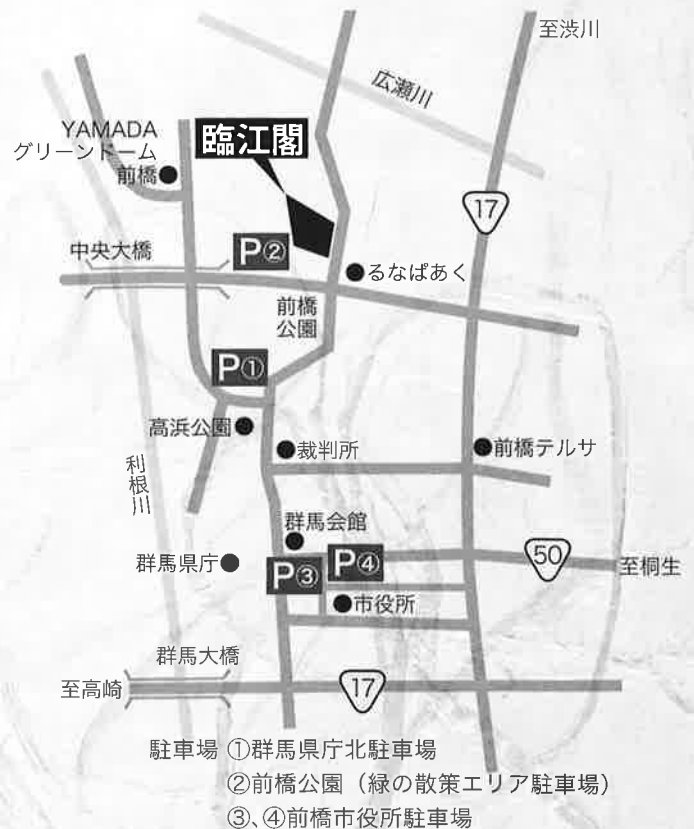 至渋川
広瀬川
YAMADA
グリーンドーム
前橋
臨江閣
17
中央大橋
P②
るなぱあく
前橋
公園
P①
高浜公園
裁判所
前橋テルサ
利根川
群馬会館
群馬県庁
P③
P④
50
至桐生
市役所
群馬大橋
至高崎
17
駐車場 ①群馬県庁北駐車場
②前橋公園（緑の散策エリア駐車場）
③、④前橋市役所駐車場